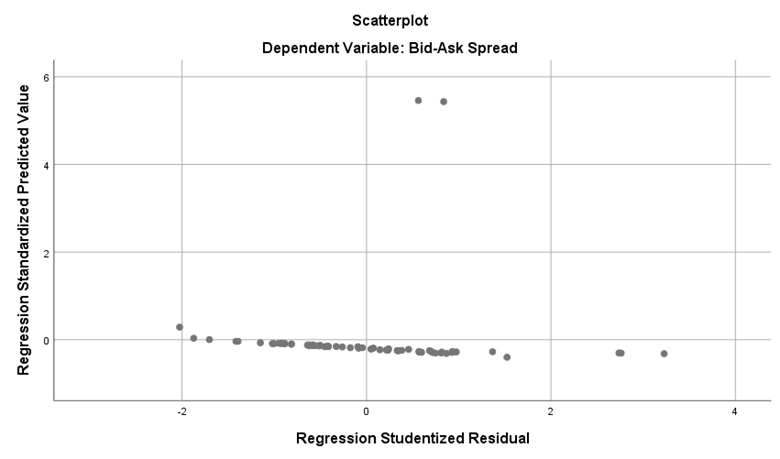 Scatterplot
Dependent Variable: Bid-Ask Spread
Regression Standardized Predicted Value
6
4
2
0
-2
0
2
4
Regression Studentized Residual